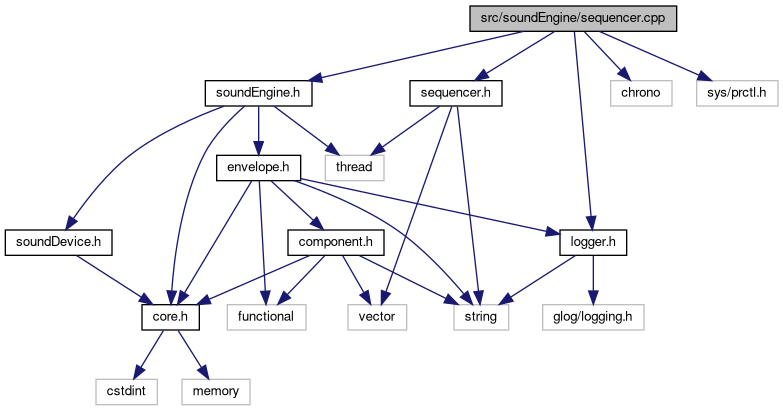 src/soundEngine/sequencer.cpp
soundEngine.h
sequencer.h
chrono
sys/prctl.h
envelope.h
thread
soundDevice.h
component.h
logger.h
core.h
functional
vector
string
glog/logging.h
cstdint
memory